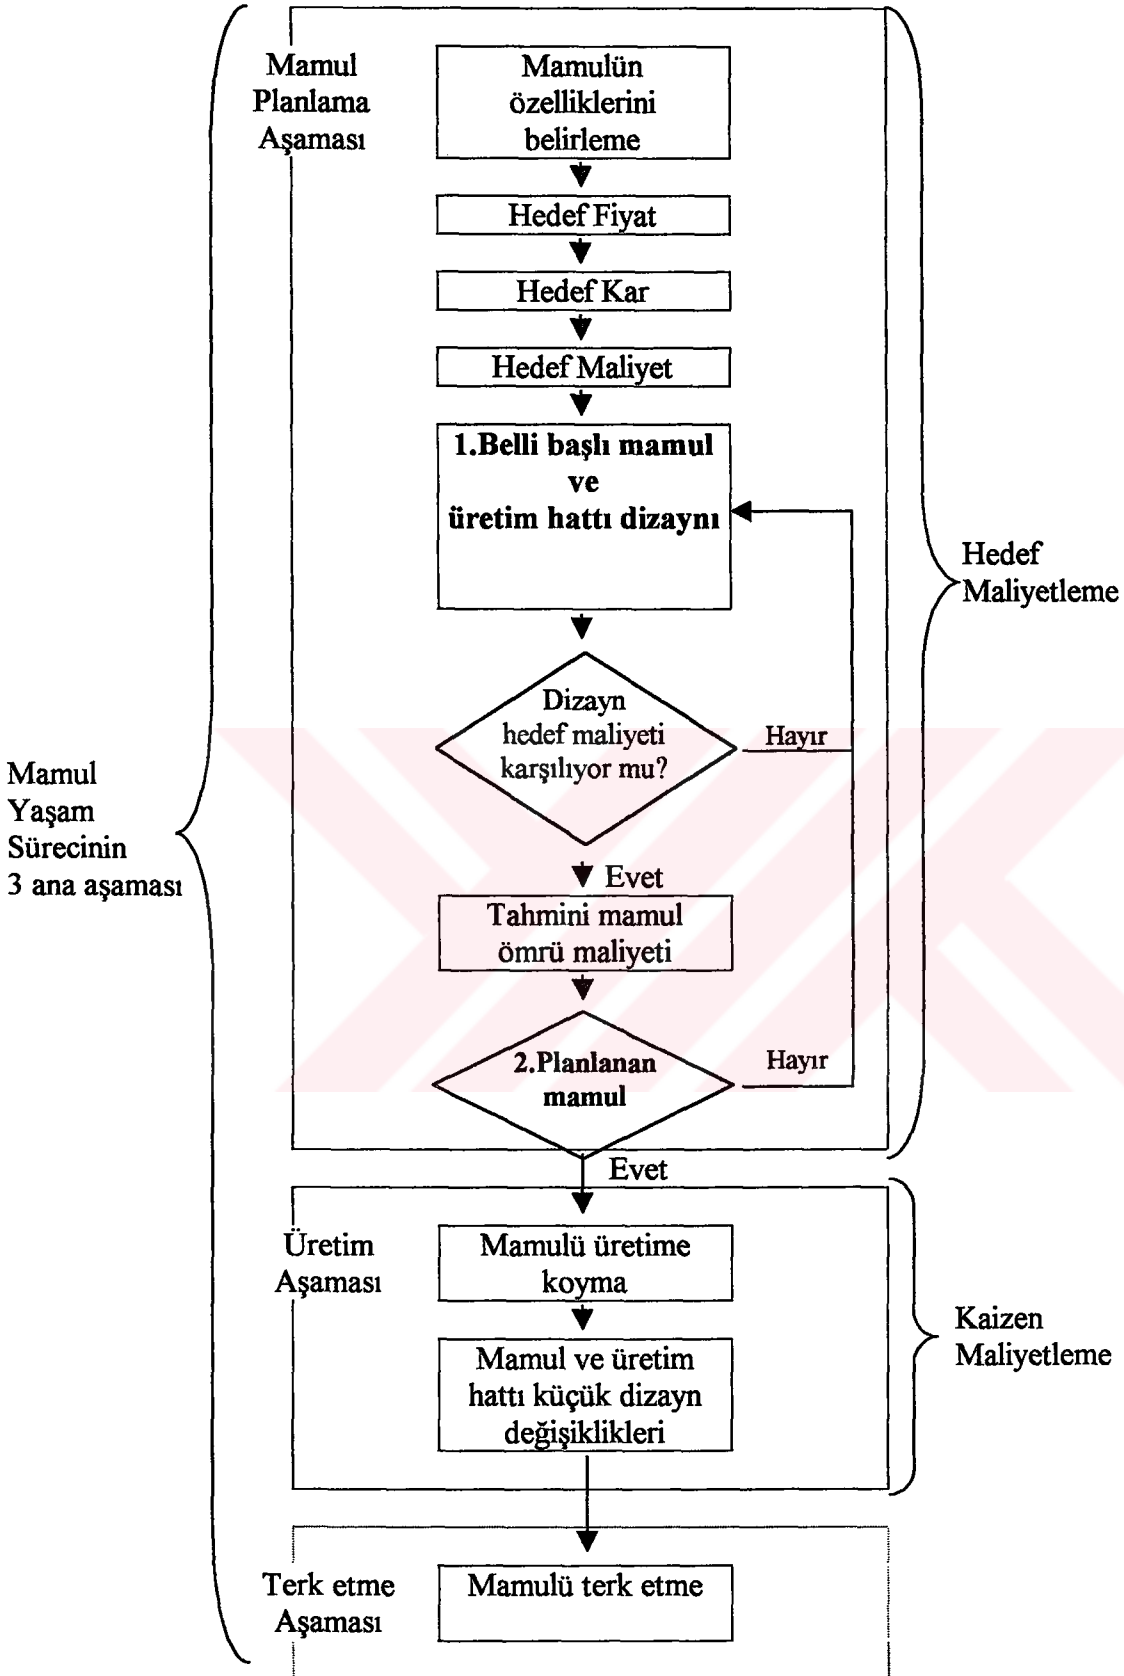 Mamul
Planlama
Aşaması
Mamulün
özelliklerini
belirleme
Hedef Fiyat
Hedef Kar
Hedef Maliyet
1.Belli başlı mamul
ve
üretim hattı dizaynı
Hedef
Maliyetleme
Dizayn
hedef maliyeti
karşılıyor mu?
Hayır
Mamul
Yaşam
Sürecinin
3 ana aşaması
Evet
Tahmini mamul
ömrü maliyeti
2.Planlanan
mamul
Hayır
Evet
Üretim
Aşaması
Mamulü üretime
koyma
Mamul ve üretim
hattı küçük dizayn
değişiklikleri
Kaizen
Maliyetleme
Terk etme
Aşaması
Mamulü terk etme